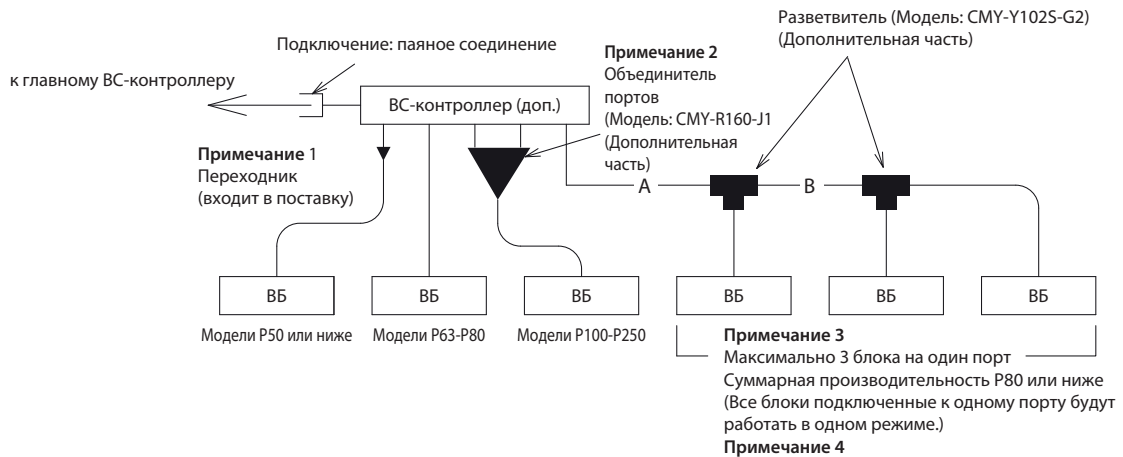 Разветвитель (Модель: CMY-Y102S-G2)
(Дополнительная часть)
Подключение: паяное соединение
к главному ВС-контроллеру
ВС-контроллер (доп.)
Примечание 2
Объединитель
портов
(Модель: CMY-R160-J1
(Дополнительная
часть)
Примечание 1
Переходник
(входит в поставку)
A
B
ВБ
ВБ
ВБ
ВБ
ВБ
ВБ
Модели P50 или ниже
Модели P63-P80
Модели P100-P250
Примечание 3
Максимально 3 блока на один порт
Суммарная производительность P80 или ниже
(Все блоки подключенные к одному порту будут
работать в одном режиме.)
Примечание 4